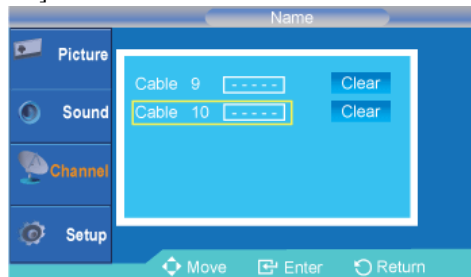 Name
Picture
Sound
Channel
Setup
Cable 9 - - - - - Clear
Cable 10 - - - - - Clear
Move Enter Return